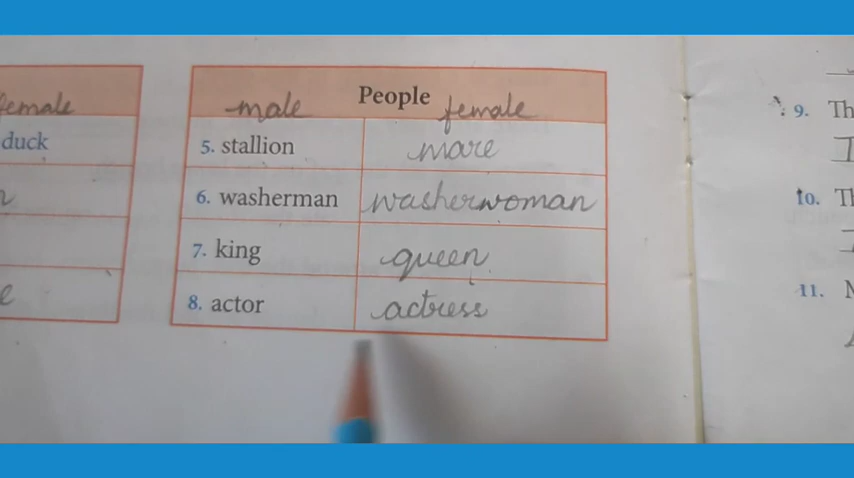 female
duck
People
male female
5. stallion mare
6. washerman washerwoman
7. king queen
8. actor actress
9. Th
10. Th
11.